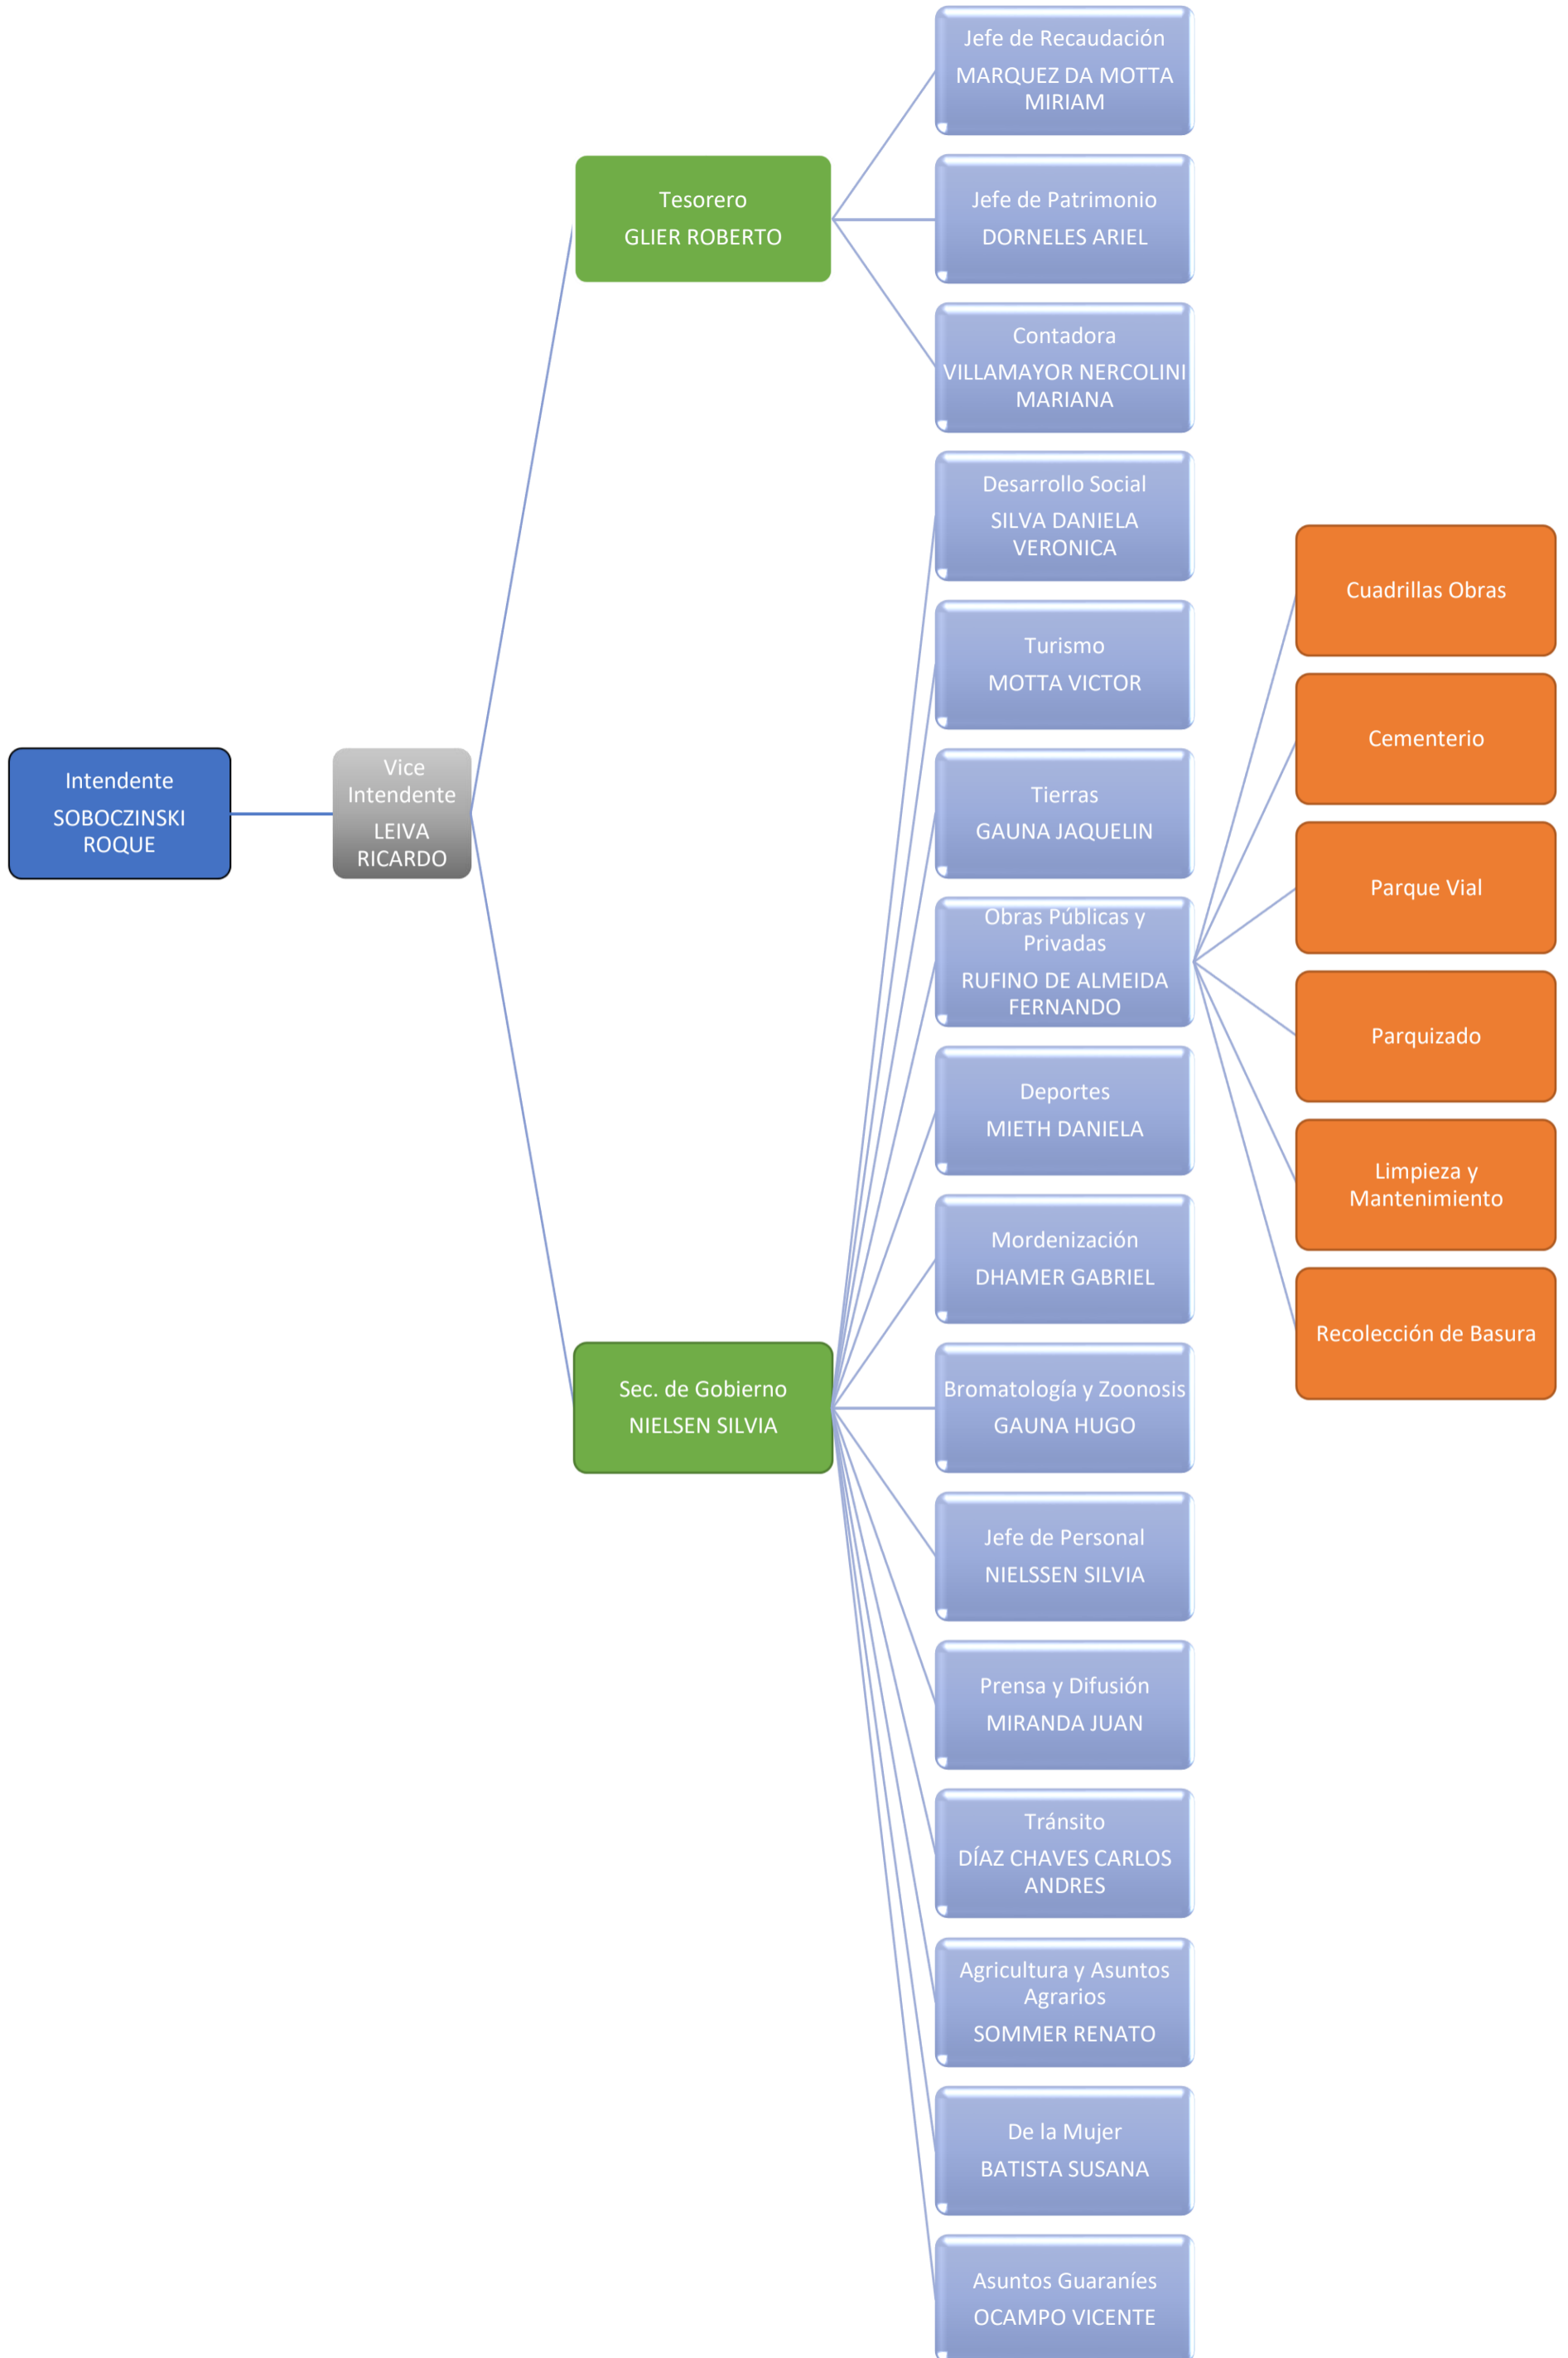 Intendente
SOBOCZINSKI
ROQUE
Vice
Intendente
LEIVA
RICARDO
Tesorero
GLIER ROBERTO
Jefe de Recaudación
MARQUEZ DA MOTTA
MIRIAM
Jefe de Patrimonio
DORNELES ARIEL
Contadora
VILLAMAYOR NERCOLINI
MARIANA
Sec. de Gobierno
NIELSEN SILVIA
Desarrollo Social
SILVA DANIELA
VERONICA
Turismo
MOTTA VICTOR
Tierras
GAUNA JAQUELIN
Obras Públicas y
Privadas
RUFINO DE ALMEIDA
FERNANDO
Cuadrillas Obras
Cementerio
Parque Vial
Parquizado
Limpieza y
Mantenimiento
Recolección de Basura
Deportes
MIETH DANIELA
Mordenización
DHAMER GABRIEL
Bromatología y Zoonosis
GAUNA HUGO
Jefe de Personal
NIELSSEN SILVIA
Prensa y Difusión
MIRANDA JUAN
Tránsito
DÍAZ CHAVES CARLOS
ANDRES
Agricultura y Asuntos
Agrarios
SOMMER RENATO
De la Mujer
BATISTA SUSANA
Asuntos Guaraníes
OCAMPO VICENTE